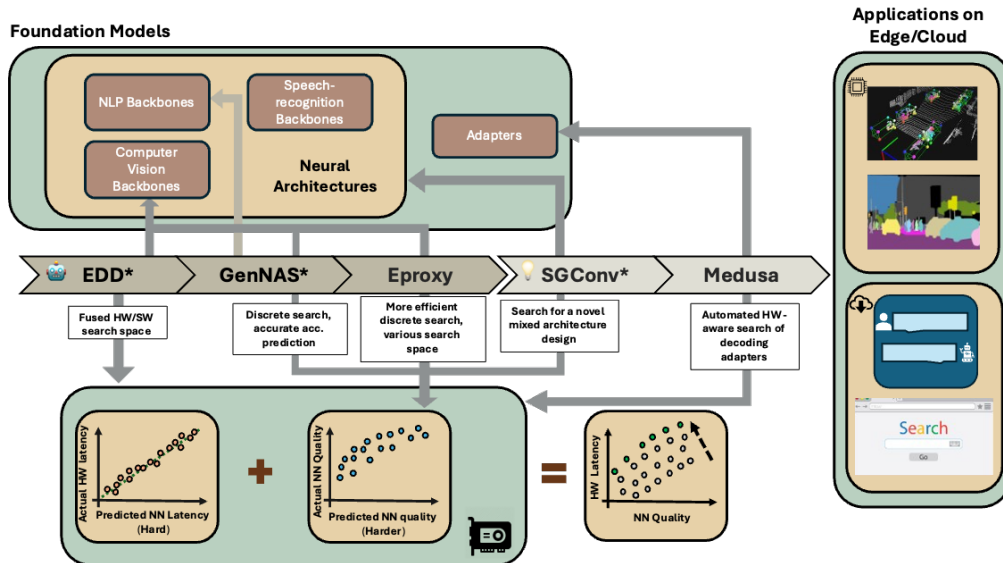 Foundation Models
Applications on
Edge/Cloud
NLP Backbones
Speech-
recognition
Backbones
Computer
Vision
Backbones
Adapters
Neural
Architectures
EDD*
GenNAS*
Eproxy
SGConv*
Medusa
Fused HW/SW
search space
Discrete search,
accurate acc.
prediction
More efficient
discrete search,
various search
space
Search for a novel
mixed architecture
design
Automated HW-
aware search of
decoding
adapters
Actual HW latency
Predicted NN Latency
(Hard)
+
Actual NN Quality
Predicted NN quality
(Harder)
=
HW Latency
NN Quality
Search
Go